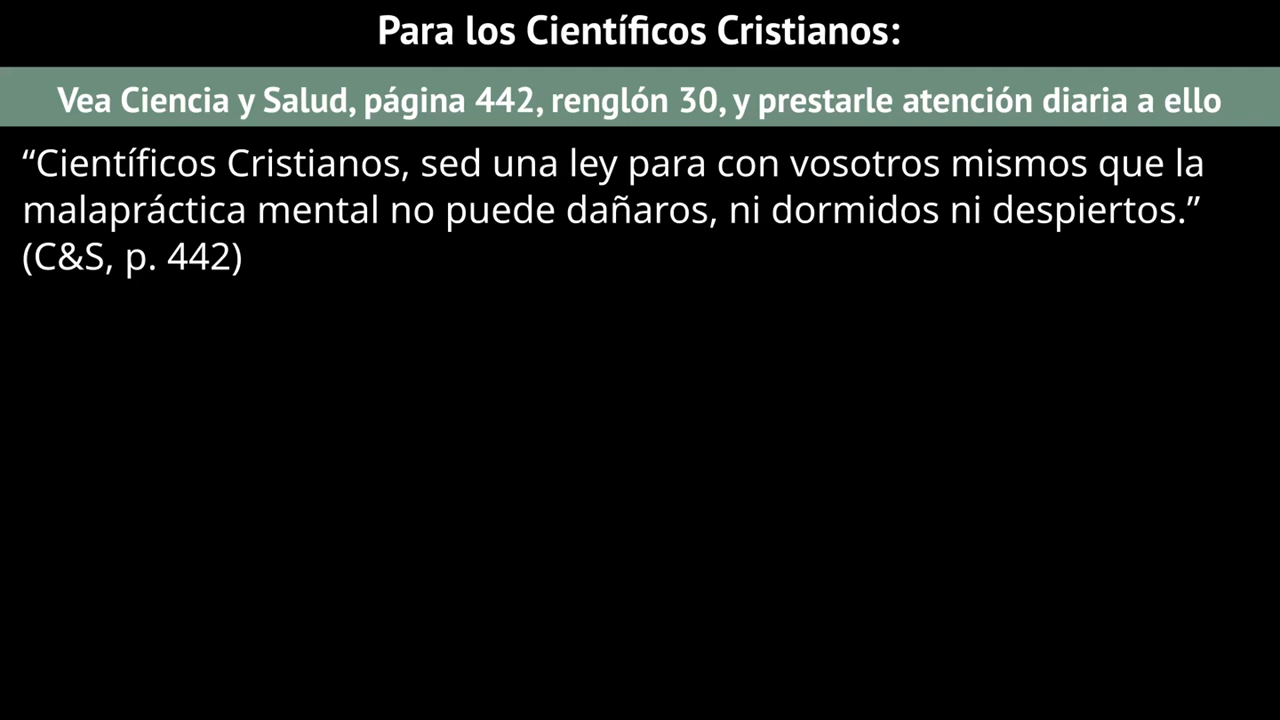 Para los Científicos Cristianos:
Vea Ciencia y Salud, página 442, renglón 30, y prestarle atención diaria a ello
“Científicos Cristianos, sed una ley para con vosotros mismos que la
malapráctica mental no puede dañaros, ni dormidos ni despiertos.”
(C&S, p. 442)